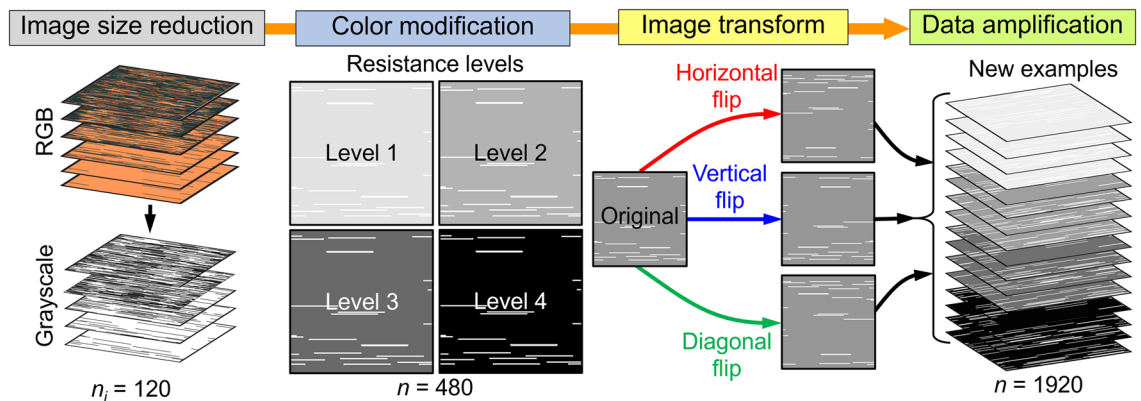 Image size reduction
Color modification
Image transform
Data amplification
RGB
Grayscale
nᵢ = 120
Resistance levels
Level 1
Level 2
Level 3
Level 4
n = 480
Original
Horizontal
flip
Vertical
flip
Diagonal
flip
New examples
n = 1920